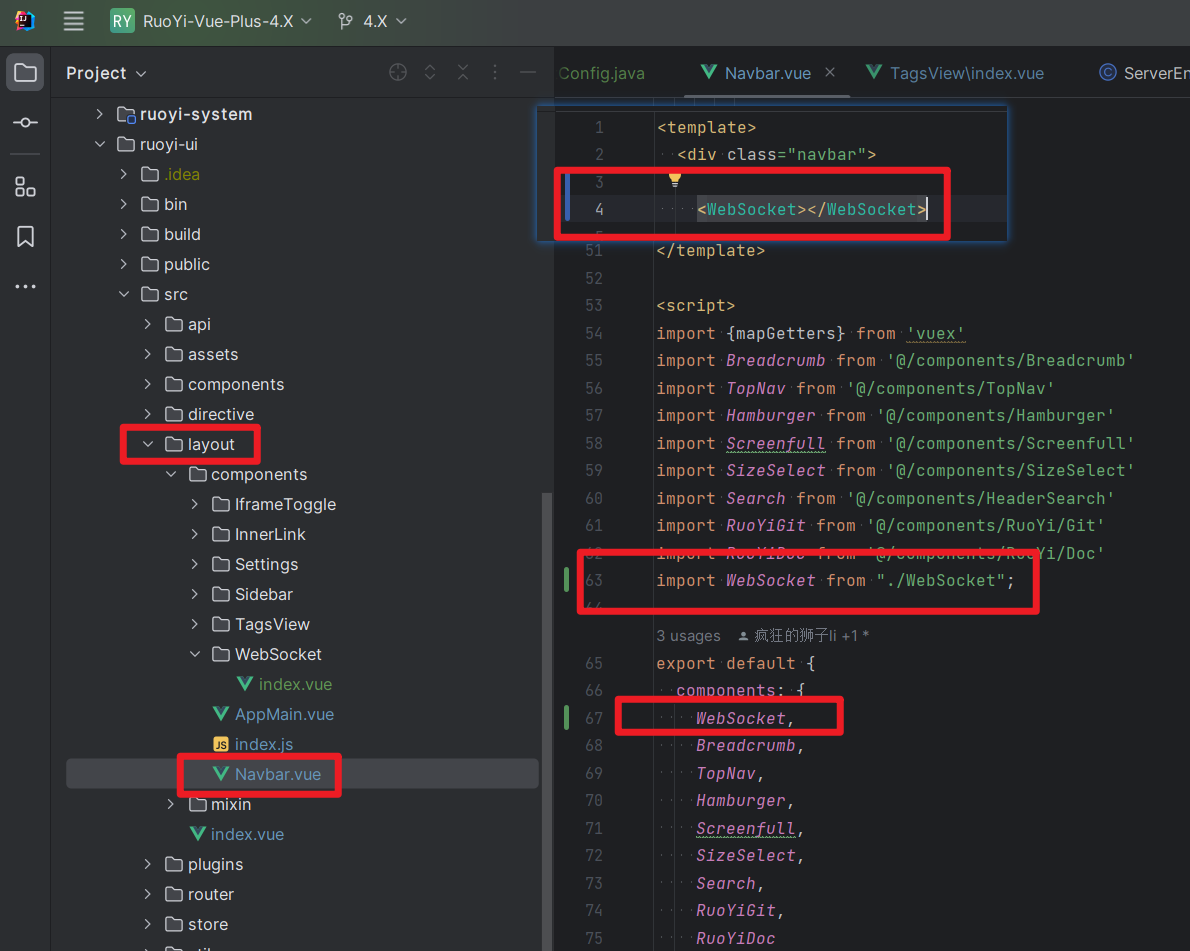 RY RuoYi-Vue-Plus-4.X 4.X
Project
ruoyi-system
ruoyi-ui
.idea
bin
build
public
src
api
assets
components
directive
layout
components
IframeToggle
InnerLink
Settings
Sidebar
TagsView
WebSocket
index.vue
AppMain.vue
JS index.js
Navbar.vue
mixin
index.vue
plugins
router
store
Config.java Navbar.vue TagsView\index.vue ServerEn
1 <template>
2 <div class="navbar">
3
4 <WebSocket></WebSocket>
51 </template>
52
53 <script>
54 import {mapGetters} from 'vuex'
55 import Breadcrumb from '@/components/Breadcrumb'
56 import TopNav from '@/components/TopNav'
57 import Hamburger from '@/components/Hamburger'
58 import Screenfull from '@/components/Screenfull'
59 import SizeSelect from '@/components/SizeSelect'
60 import Search from '@/components/HeaderSearch'
61 import RuoYiGit from '@/components/RuoYi/Git'
62 import RuoYiDoc from '@/components/RuoYi/Doc'
63 import WebSocket from "./WebSocket";
64
3 usages 疯狂的狮子li +1 *
65 export default {
66 components: {
67 WebSocket,
68 Breadcrumb,
69 TopNav,
70 Hamburger,
71 Screenfull,
72 SizeSelect,
73 Search,
74 RuoYiGit,
75 RuoYiDoc